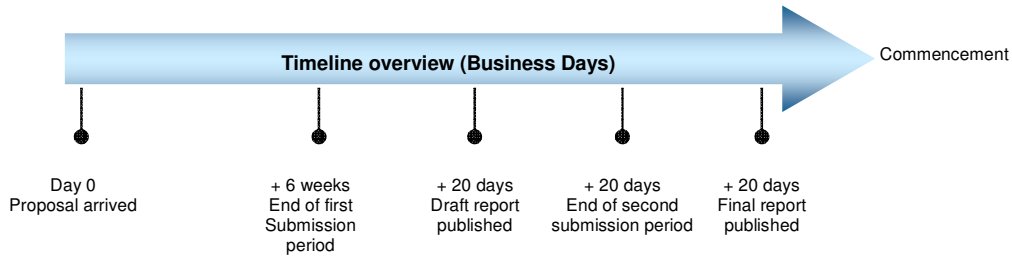 Timeline overview (Business Days)
Commencement
Day 0
Proposal arrived
+ 6 weeks
End of first
Submission
period
+ 20 days
Draft report
published
+ 20 days
End of second
submission period
+ 20 days
Final report
published